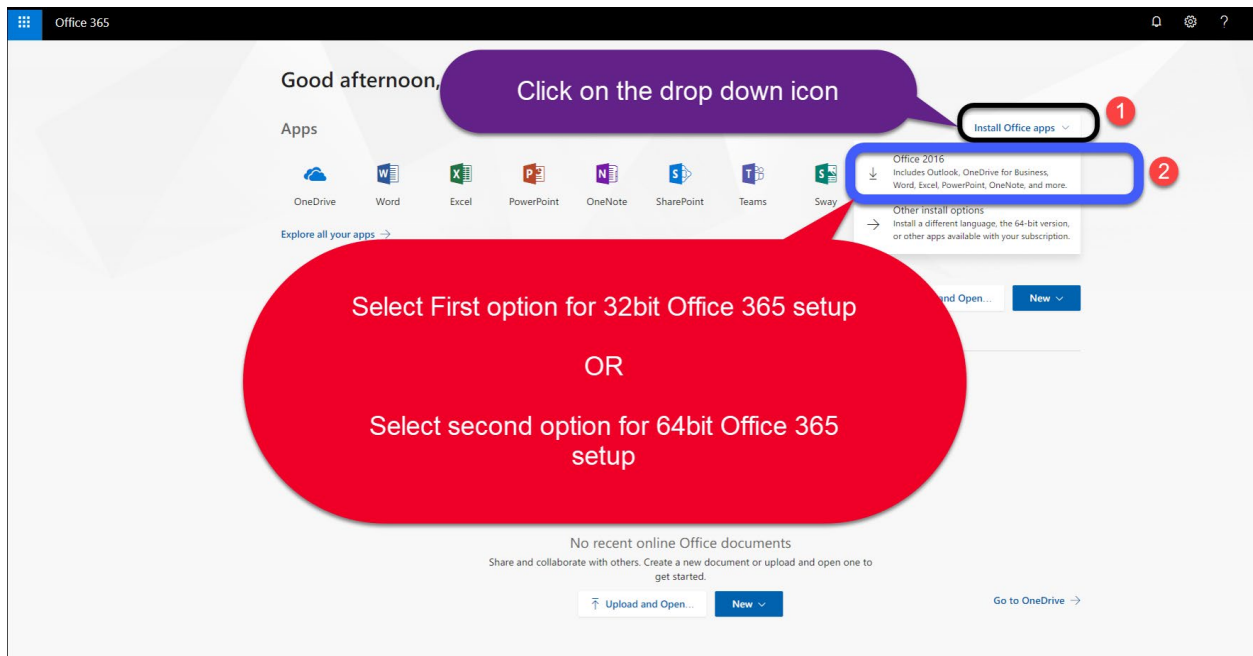 Office 365
?
Good afternoon,
Click on the drop down icon
Apps
Install Office apps
1
Office 2016
Includes Outlook, OneDrive for Business,
Word, Excel, PowerPoint, OneNote, and more.
2
OneDrive
Word
Excel
PowerPoint
OneNote
SharePoint
Teams
Sway
Other install options
Install a different language, the 64-bit version,
or other apps available with your subscription.
Explore all your apps →
Select First option for 32bit Office 365 setup
OR
Select second option for 64bit Office 365
setup
and Open...
New
No recent online Office documents
Share and collaborate with others. Create a new document or upload and open one to
get started.
Upload and Open...
New
Go to OneDrive →